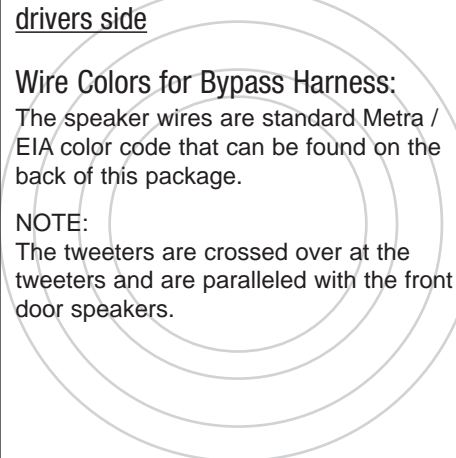 drivers side
Wire Colors for Bypass Harness:
The speaker wires are standard Metra /
EIA color code that can be found on the
back of this package.
NOTE:
The tweeters are crossed over at the
tweeters and are paralleled with the front
door speakers.